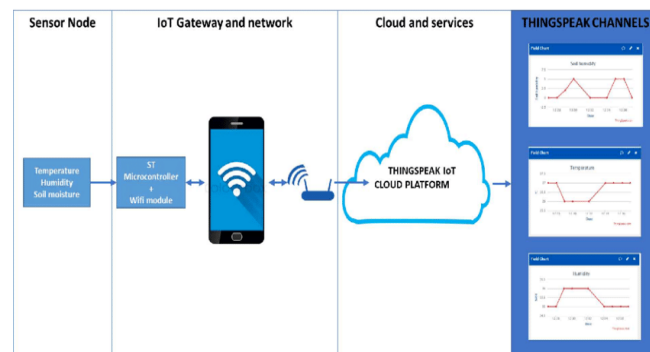 Sensor Node
IoT Gateway and network
Cloud and services
THINGSPEAK CHANNELS
Temperature
Humidity
Soil moisture
ST
Microcontroller
+
Wifi module
THINGSPEAK IoT
CLOUD PLATFORM
Field Chart
Soil humidity
Field Chart
Temperature
Field Chart
Humidity